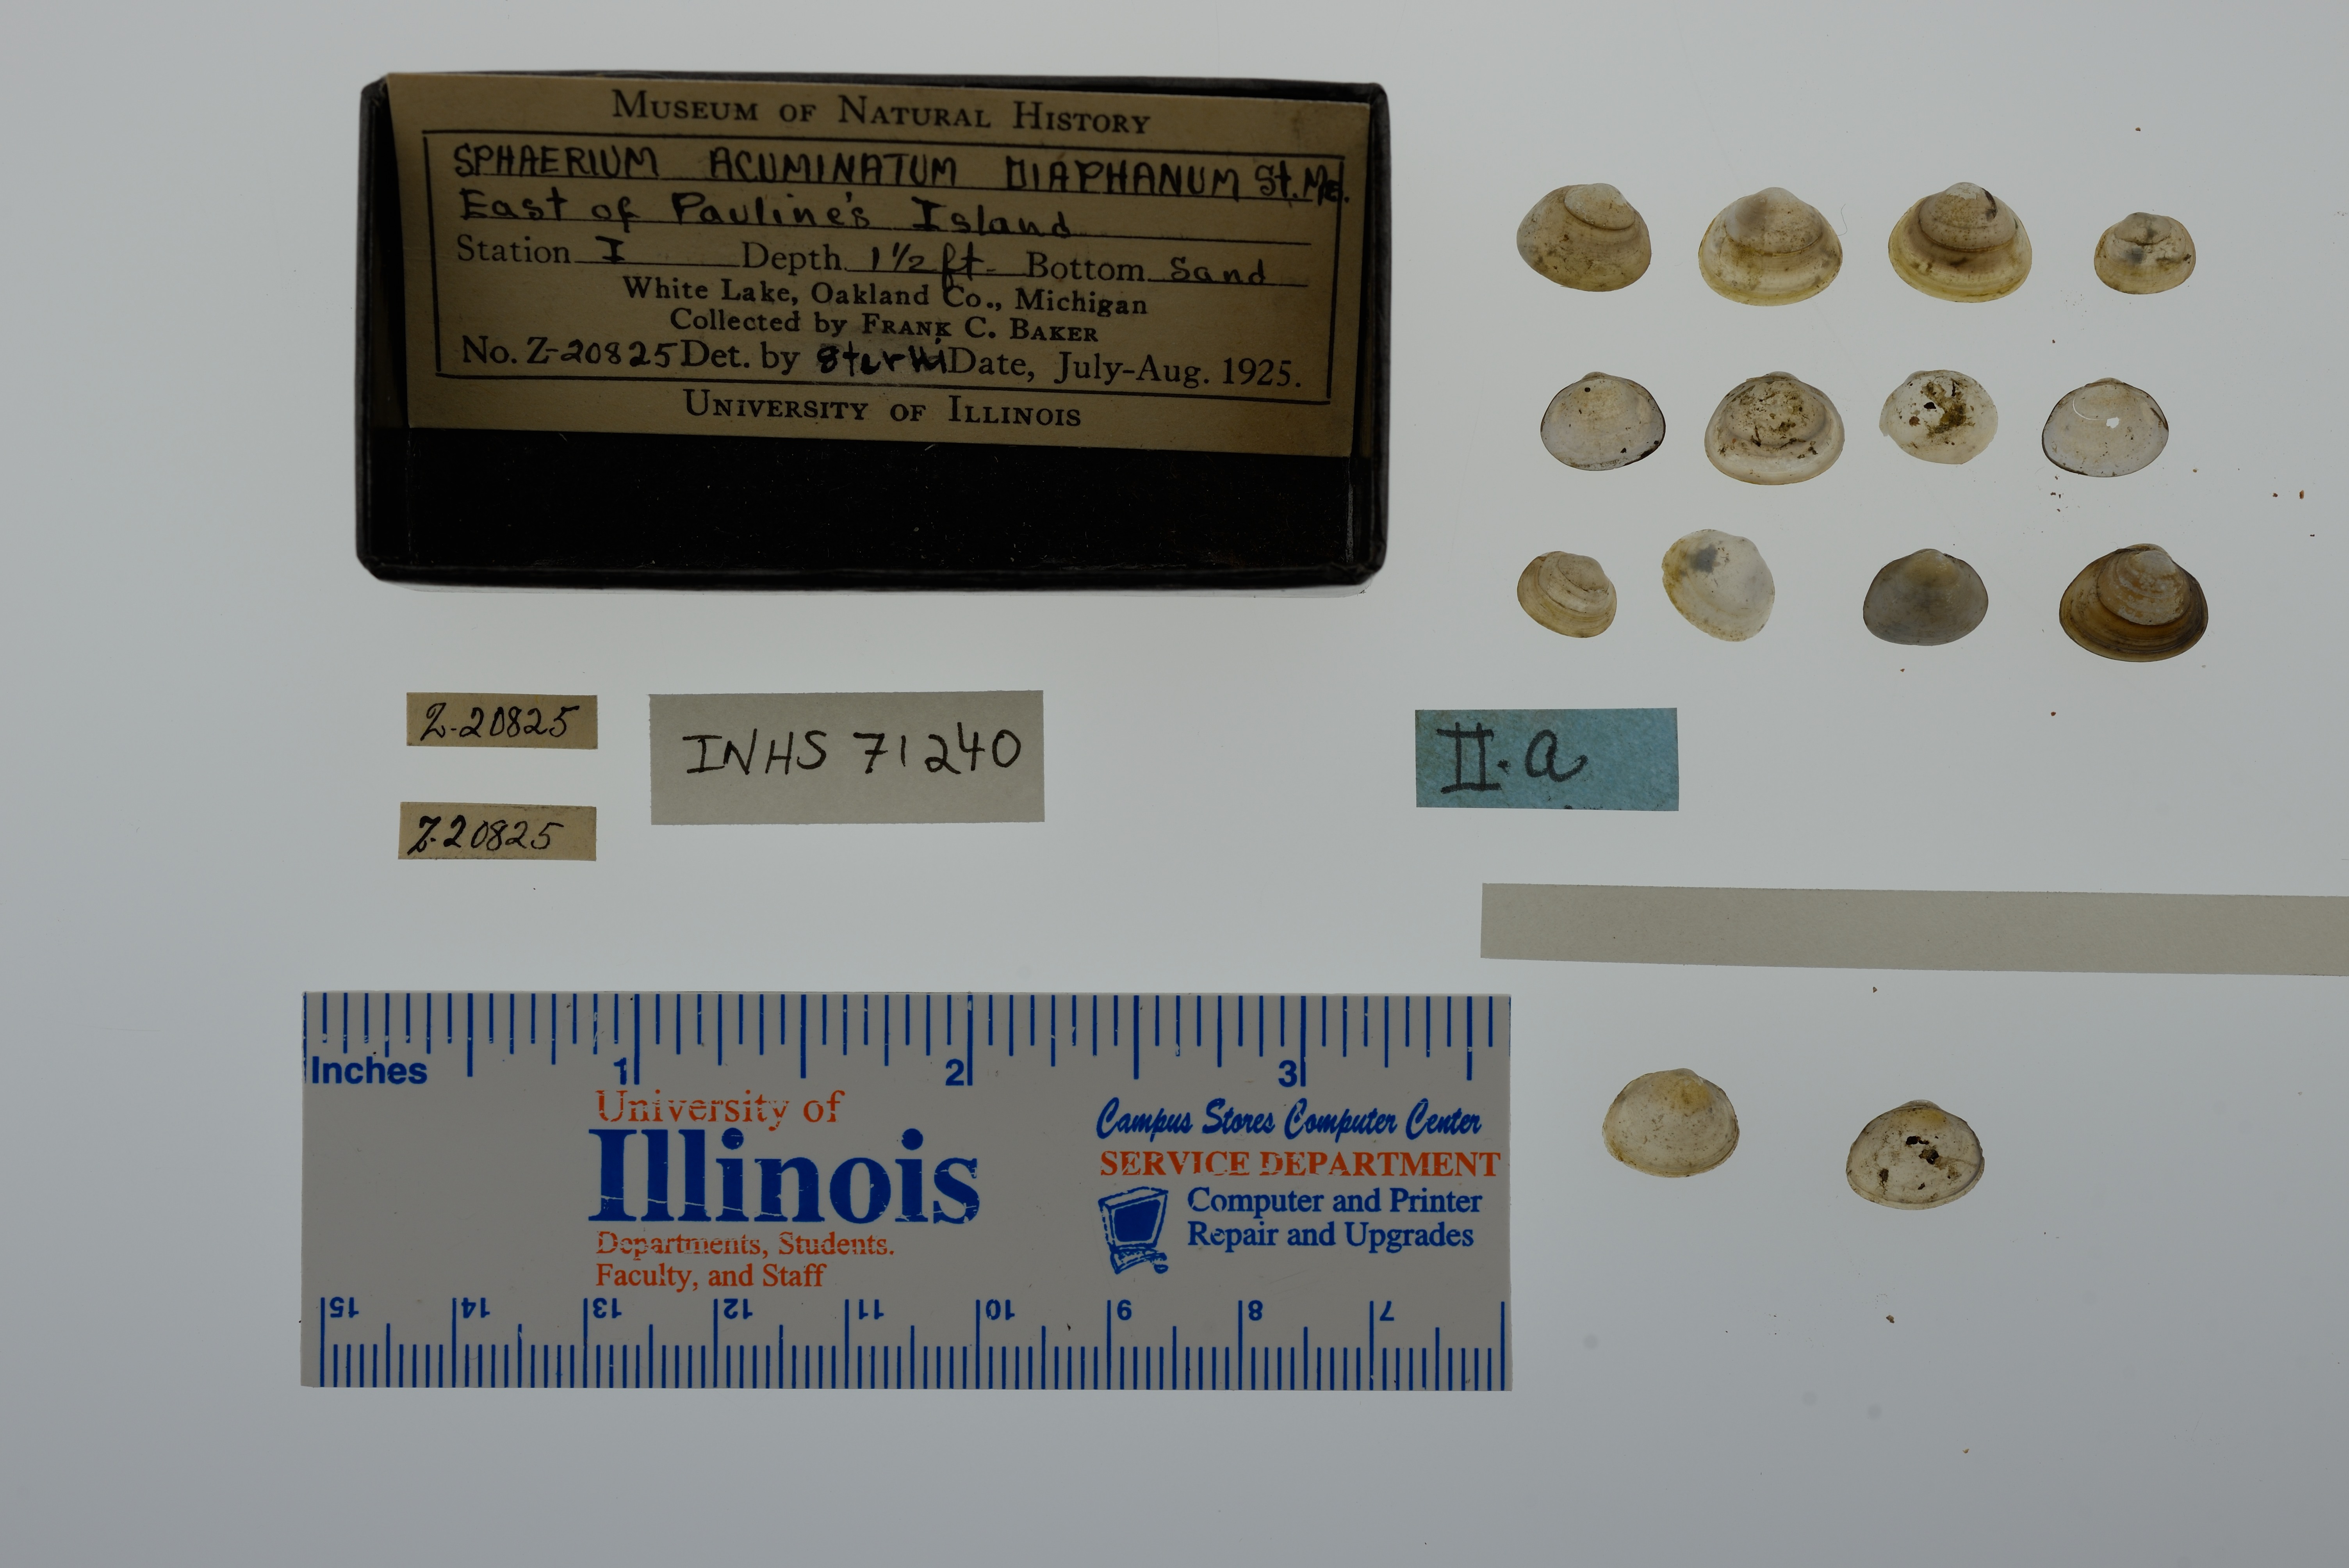 MUSEUM OF NATURAL HISTORY
SPHAERIUM ACUMINATUM DIAPHANUM St.
East of Pauline's Island
Station I Depth 1 1/2 ft. Bottom Sand
White Lake, Oakland Co., Michigan
Collected by FRANK C. BAKER
No. Z-20825 Det. by Sterki Date, July-Aug. 1925.
UNIVERSITY OF ILLINOIS
Z-20825
INHS 71240
II.a
Z-20825
Inches 1 2 3
University of
Illinois
Departments, Students.
Faculty, and Staff
Campus Stores Computer Center
SERVICE DEPARTMENT
Computer and Printer
Repair and Upgrades
15 14 13 12 11 10 9 8 7